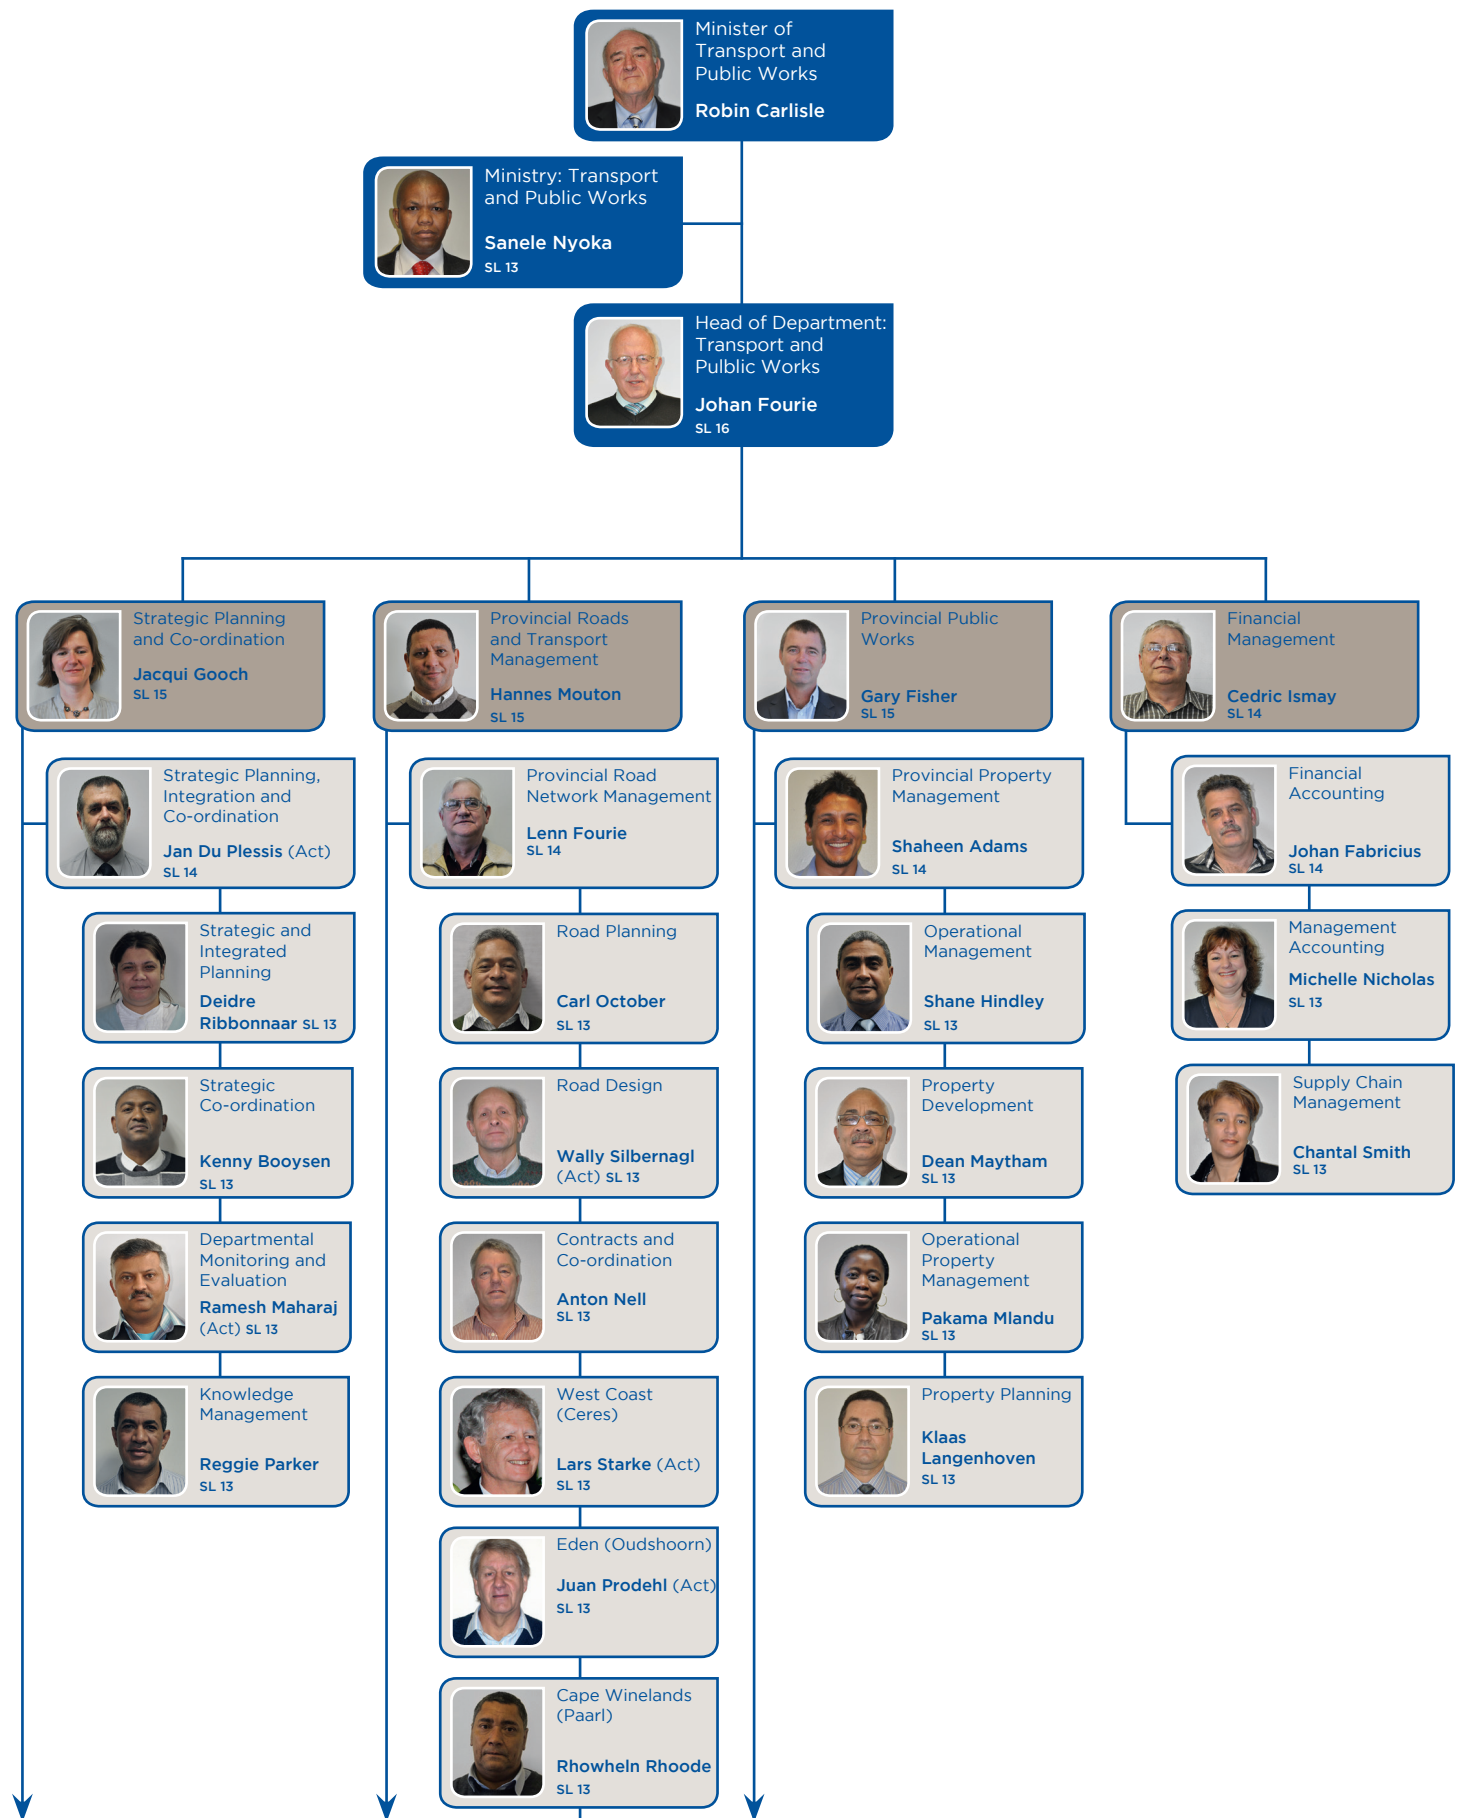 Minister of
Transport and
Public Works
Robin Carlisle
Ministry: Transport
and Public Works
Sanele Nyoka
SL 13
Head of Department:
Transport and
Pulblic Works
Johan Fourie
SL 16
Strategic Planning
and Co-ordination
Jacqui Gooch
SL 15
Strategic Planning,
Integration and
Co-ordination
Jan Du Plessis (Act)
SL 14
Strategic and
Integrated
Planning
Deidre
Ribbonnaar SL 13
Strategic
Co-ordination
Kenny Booysen
SL 13
Departmental
Monitoring and
Evaluation
Ramesh Maharaj
(Act) SL 13
Knowledge
Management
Reggie Parker
SL 13
Provincial Roads
and Transport
Management
Hannes Mouton
SL 15
Provincial Road
Network Management
Lenn Fourie
SL 14
Road Planning
Carl October
SL 13
Road Design
Wally Silbernagl
(Act) SL 13
Contracts and
Co-ordination
Anton Nell
SL 13
West Coast
(Ceres)
Lars Starke (Act)
SL 13
Eden (Oudshoorn)
Juan Prodehl (Act)
SL 13
Cape Winelands
(Paarl)
Rhowheln Rhoode
SL 13
Provincial Public
Works
Gary Fisher
SL 15
Provincial Property
Management
Shaheen Adams
SL 14
Operational
Management
Shane Hindley
SL 13
Property
Development
Dean Maytham
SL 13
Operational
Property
Management
Pakama Mlandu
SL 13
Property Planning
Klaas
Langenhoven
SL 13
Financial
Management
Cedric Ismay
SL 14
Financial
Accounting
Johan Fabricius
SL 14
Management
Accounting
Michelle Nicholas
SL 13
Supply Chain
Management
Chantal Smith
SL 13